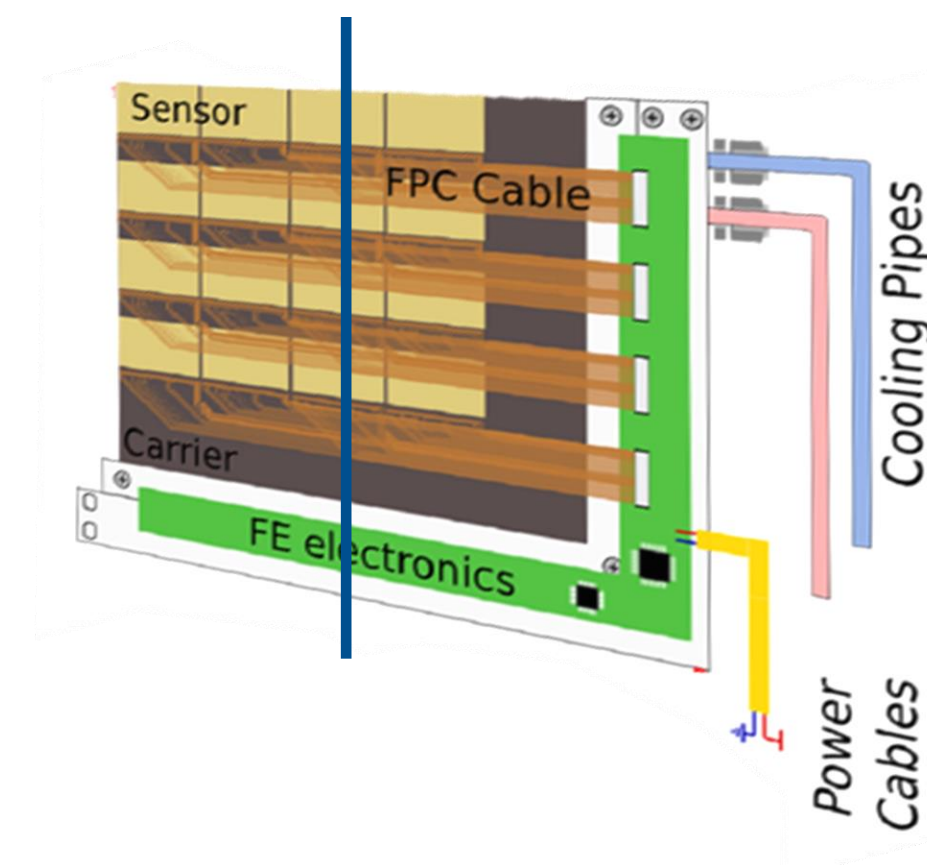 Sensor
FPC Cable
Carrier
FE electronics
Cooling Pipes
Power
Cables